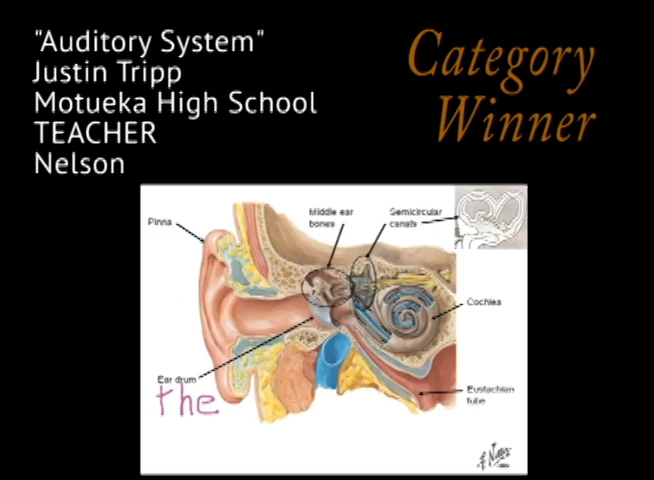 "Auditory System"
Justin Tripp
Motueka High School
TEACHER
Nelson
Category
Winner
Pinna
Middle ear
bones
Semicircular
canals
Cochlea
Ear drum
the
Eustachian
tube